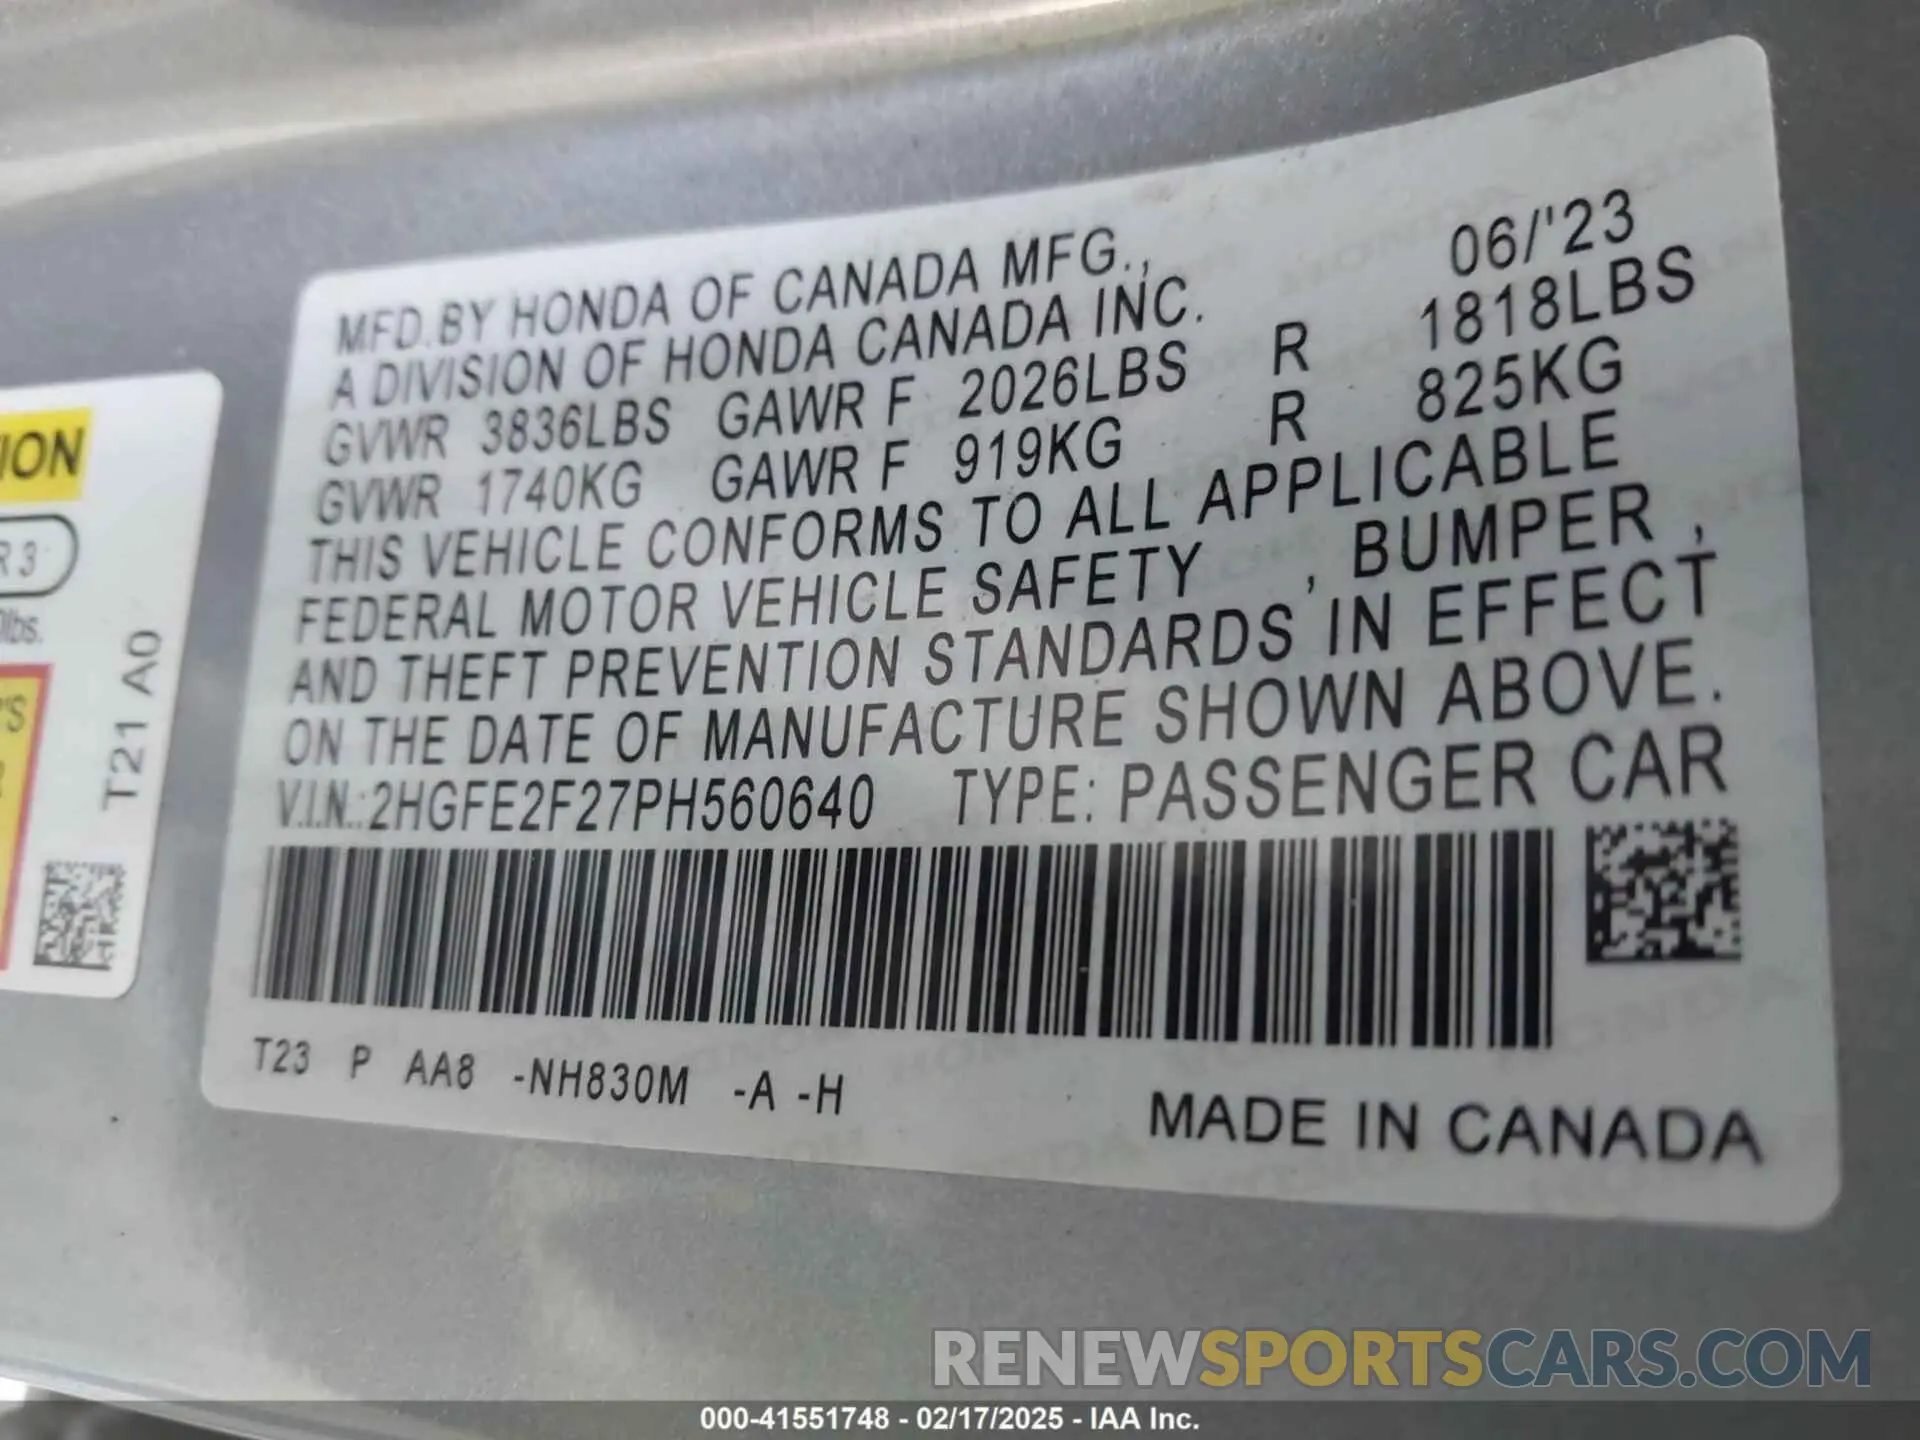 MFD.BY HONDA OF CANADA MFG., 06/'23
A DIVISION OF HONDA CANADA INC.
GVWR 3836LBS GAWR F 2026LBS R 1818LBS
GVWR 1740KG GAWR F 919KG R 825KG
THIS VEHICLE CONFORMS TO ALL APPLICABLE
FEDERAL MOTOR VEHICLE SAFETY , BUMPER ,
AND THEFT PREVENTION STANDARDS IN EFFECT
ON THE DATE OF MANUFACTURE SHOWN ABOVE.
V.I.N.:2HGFE2F27PH560640 TYPE: PASSENGER CAR
T23 P AA8 -NH830M -A -H
MADE IN CANADA
ION
R 3
lbs.
'S
R
T21 A0
RENEWSPORTSCARS.COM
000-41551748 - 02/17/2025 - IAA Inc.